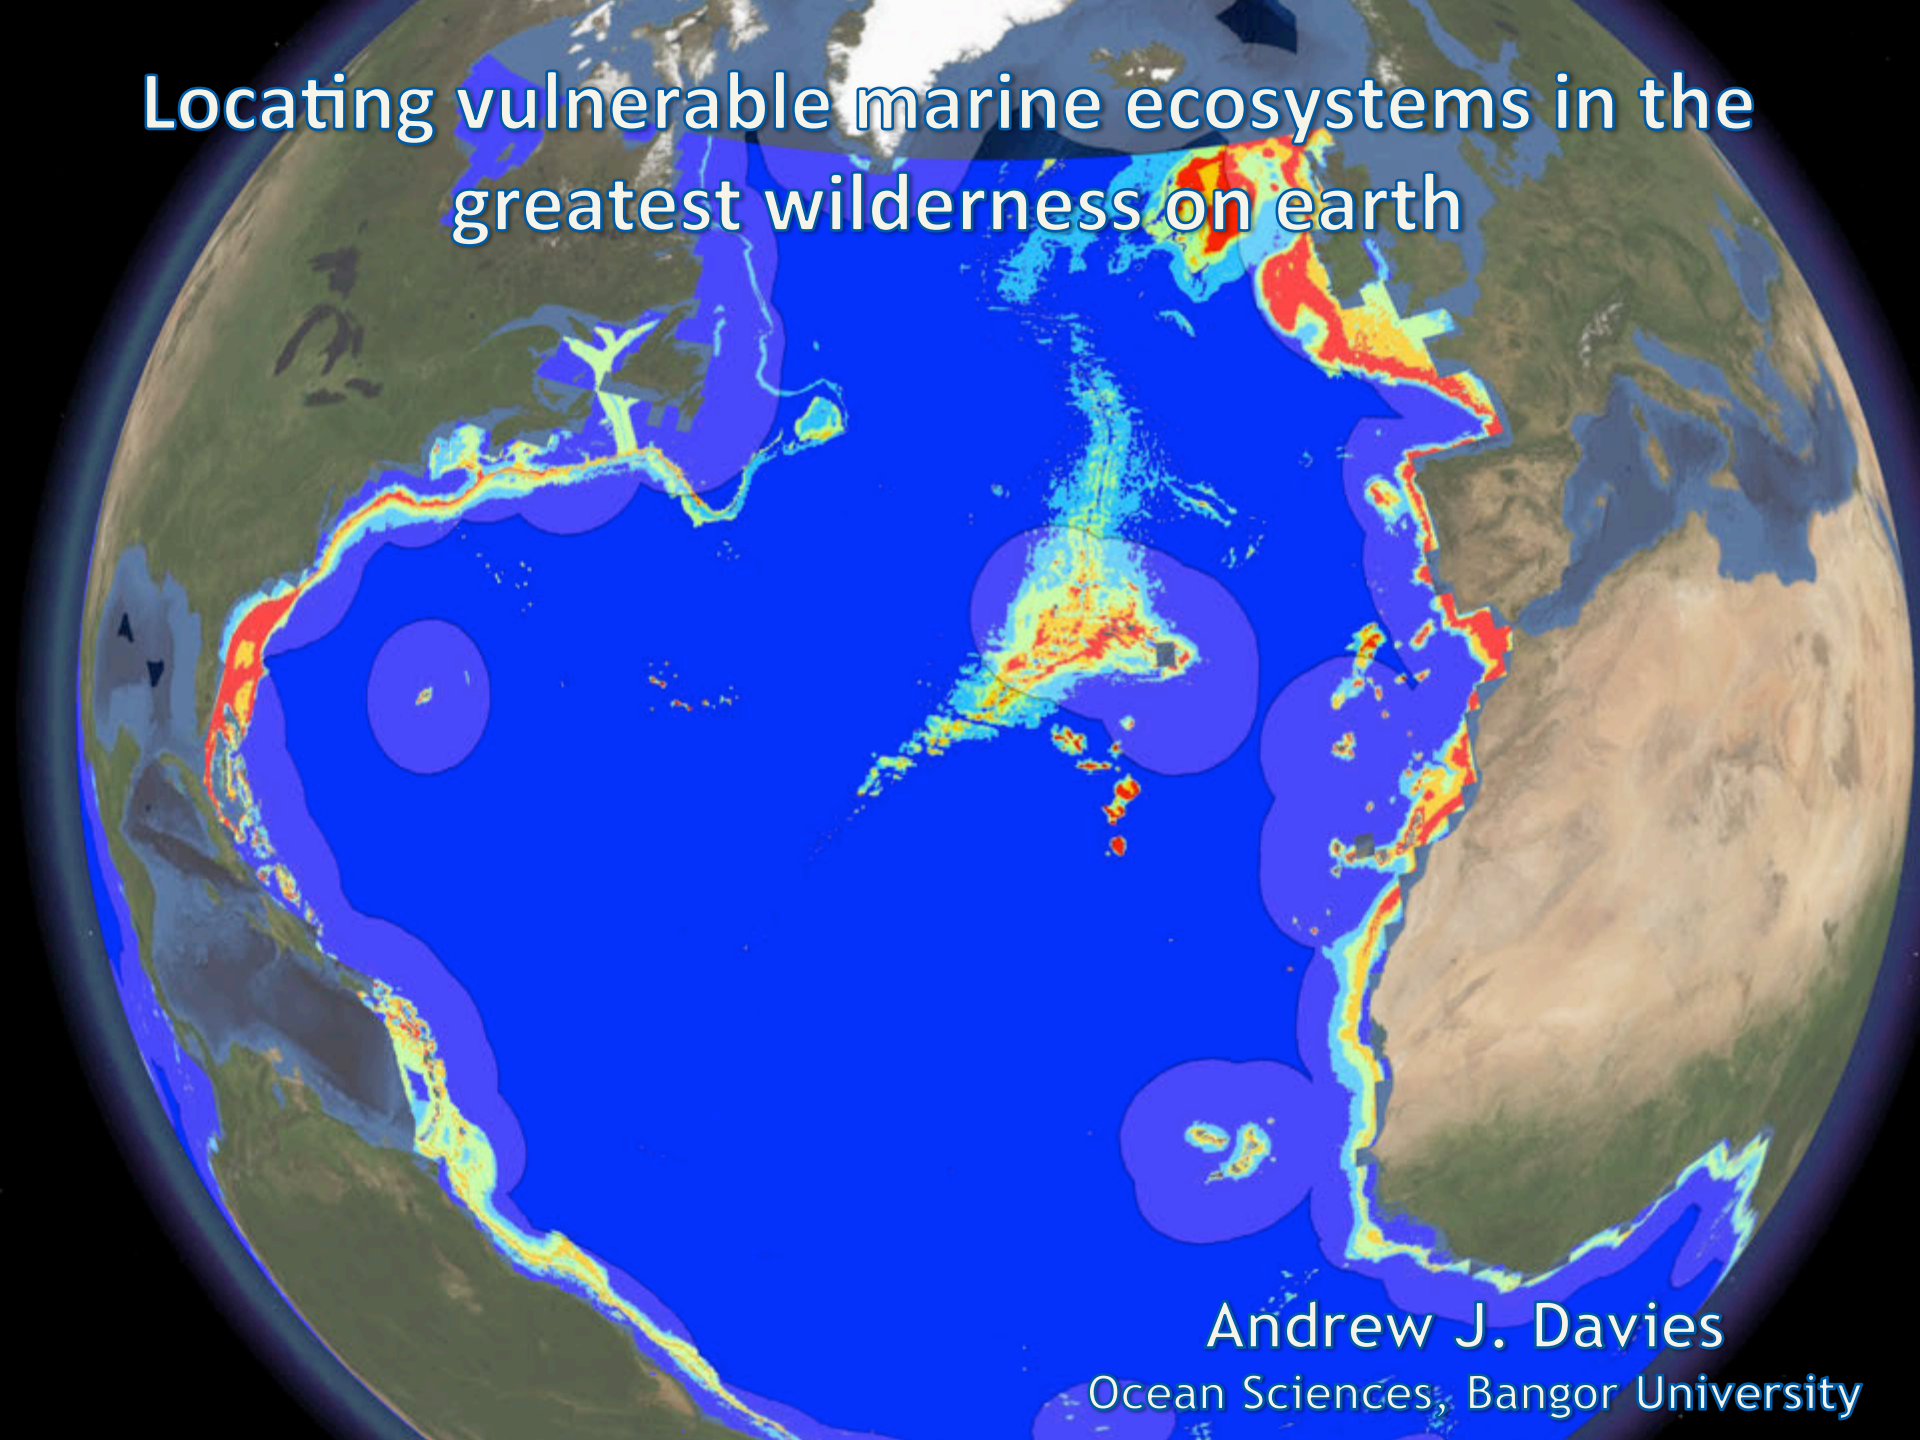 Locating vulnerable marine ecosystems in the
greatest wilderness on earth
Andrew J. Davies
Ocean Sciences, Bangor University